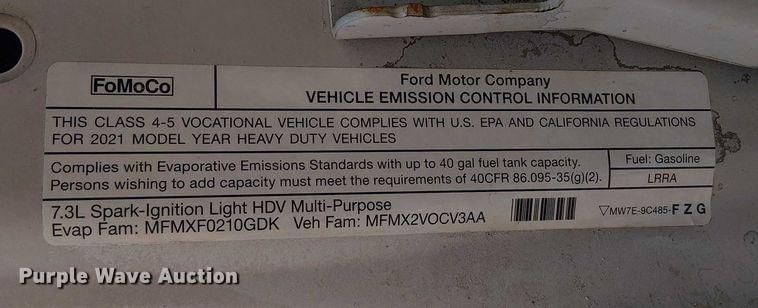 FoMoCo
Ford Motor Company
VEHICLE EMISSION CONTROL INFORMATION
THIS CLASS 4-5 VOCATIONAL VEHICLE COMPLIES WITH U.S. EPA AND CALIFORNIA REGULATIONS
FOR 2021 MODEL YEAR HEAVY DUTY VEHICLES
Complies with Evaporative Emissions Standards with up to 40 gal fuel tank capacity.
Persons wishing to add capacity must meet the requirements of 40CFR 86.095-35(g)(2).
Fuel: Gasoline
LRRA
7.3L Spark-Ignition Light HDV Multi-Purpose
Evap Fam: MFMXF0210GDK Veh Fam: MFMX2VOCV3AA
▽MW7E-9C485-FZG
Purple Wave Auction